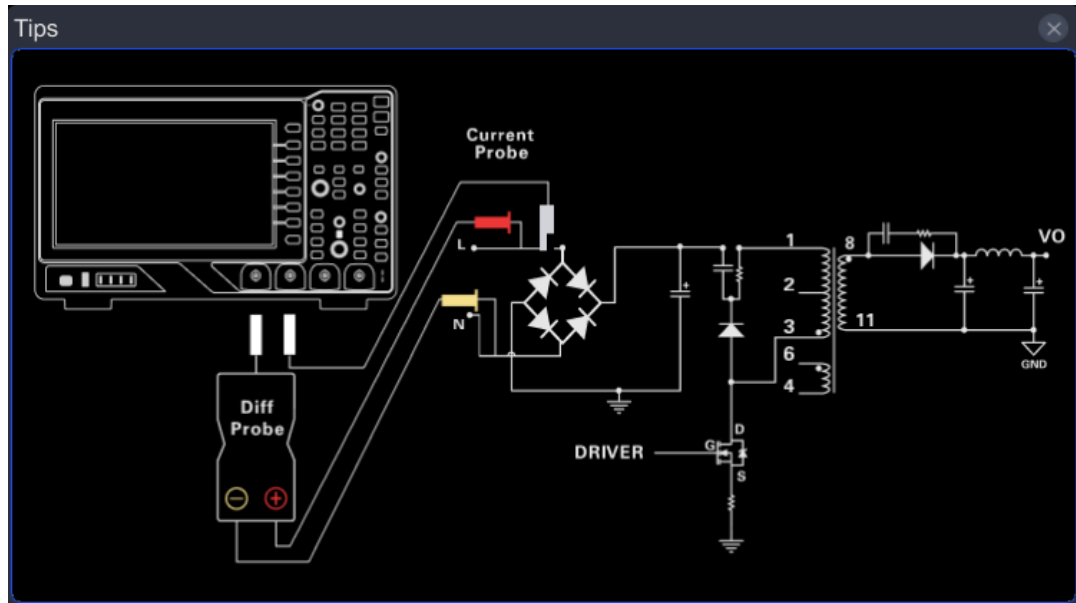 Tips
Current
Probe
L
N
Diff
Probe
DRIVER
G
D
S
1
2
3
6
4
8
11
VO
GND
+
+
+